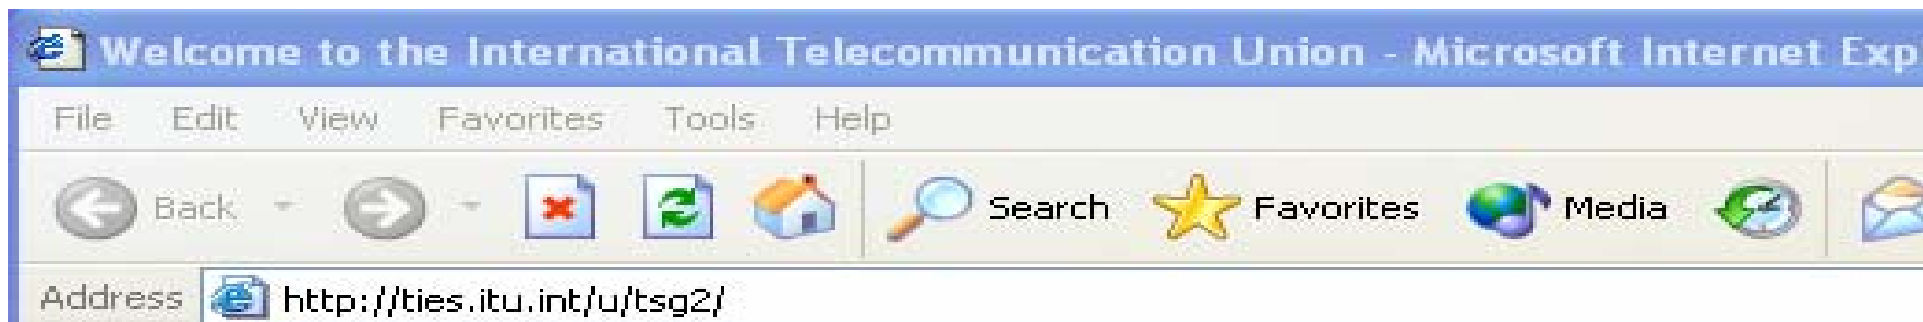 Welcome to the International Telecommunication Union - Microsoft Internet Exp
File Edit View Favorites Tools Help
Back Search Favorites Media
Address http://ties.itu.int/u/tsg2/